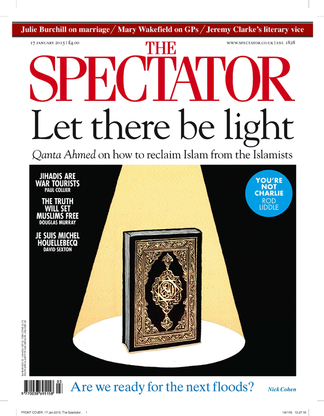 Julie Burchill on marriage / Mary Wakefield on GPs / Jeremy Clarke's literary vice
17 JANUARY 2015 | £4.00
WWW.SPECTATOR.CO.UK | EST. 1828
THE
SPECTATOR
Let there be light
Qanta Ahmed on how to reclaim Islam from the Islamists
JIHADIS ARE
WAR TOURISTS
PAUL COLLIER
THE TRUTH
WILL SET
MUSLIMS FREE
DOUGLAS MURRAY
JE SUIS MICHEL
HOUELLEBECQ
DAVID SEXTON
YOU'RE
NOT
CHARLIE
ROD
LIDDLE
Are we ready for the next floods? Nick Cohen